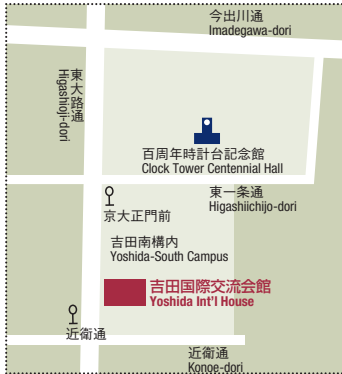 今出川通
Imadegawa-dori
東大路通
Higashioji-dori
百周年時計台記念館
Clock Tower Centennial Hall
東一条通
Higashiichijo-dori
京大正門前
吉田南構内
Yoshida-South Campus
吉田国際交流会館
Yoshida Int'l House
近衛通
近衛通
Konoe-dori